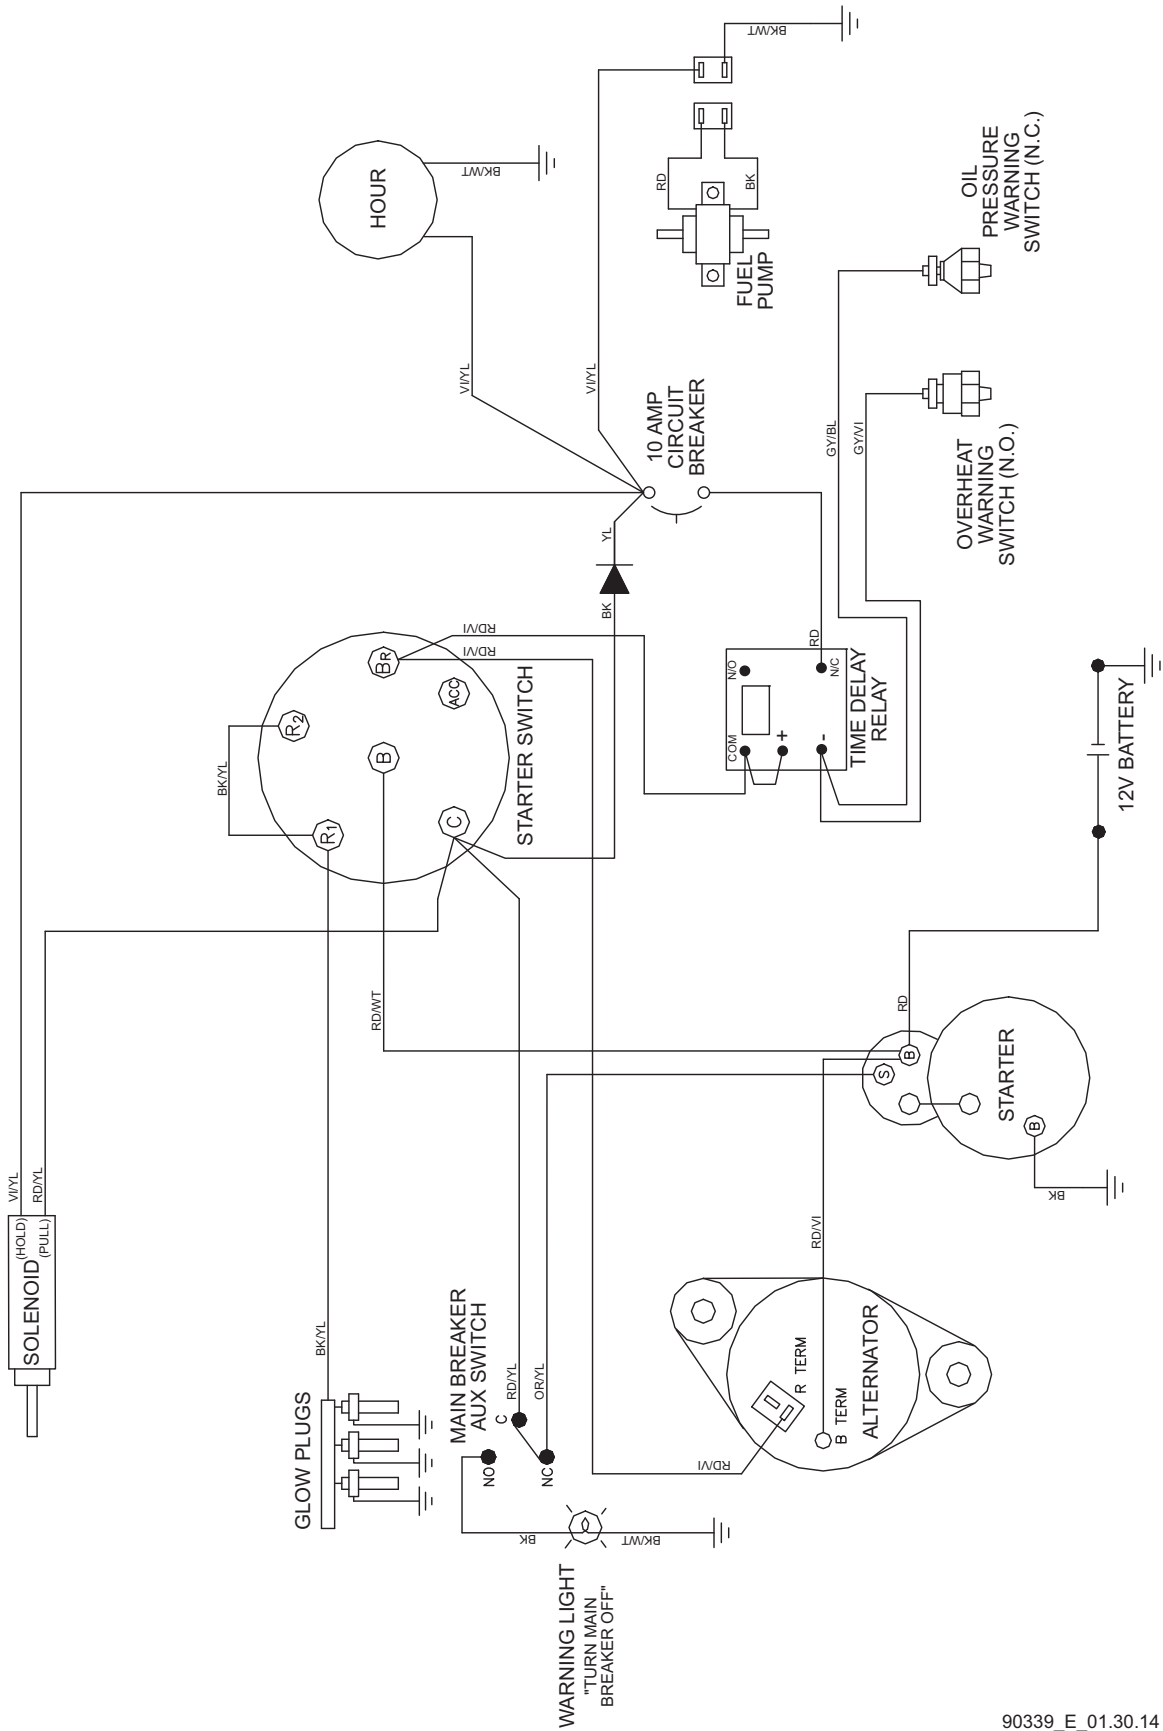 SOLENOID
(HOLD)
(PULL)
VI/YL
RD/YL
GLOW PLUGS
BK/YL
BK/YL
R1
R2
B
BR
ACC
C
STARTER SWITCH
RD/WT
RD/VI
RD/VI
HOUR
BK/WT
VI/YL
VI/YL
BK/WT
RD
BK
FUEL
PUMP
10 AMP
CIRCUIT
BREAKER
YL
BK
MAIN BREAKER
AUX SWITCH
C
NO
NC
RD/YL
OR/YL
WARNING LIGHT
"TURN MAIN
BREAKER OFF"
BK
BK/WT
RD/VI
R TERM
B TERM
ALTERNATOR
RD/VI
S
B
B
STARTER
BK
RD
12V BATTERY
COM
N/O
+
-
N/C
RD
TIME DELAY
RELAY
GY/BL
GY/VI
OVERHEAT
WARNING
SWITCH (N.O.)
OIL
PRESSURE
WARNING
SWITCH (N.C.)
90339_E_01.30.14